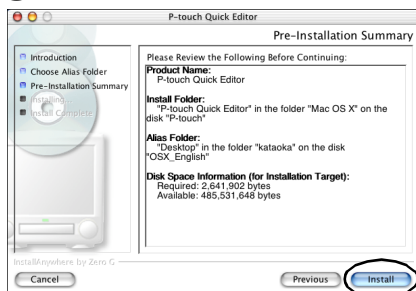 P-touch Quick Editor
Pre-Installation Summary
Introduction
Choose Alias Folder
Pre-Installation Summary
Installing...
Install Complete
Please Review the Following Before Continuing:
Product Name:
P-touch Quick Editor
Install Folder:
"P-touch Quick Editor" in the folder "Mac OS X" on the
disk "P-touch"
Alias Folder:
"Desktop" in the folder "kataoka" on the disk
"OSX_English"
Disk Space Information (for Installation Target):
Required: 2,641,902 bytes
Available: 485,531,648 bytes
InstallAnywhere by Zero G
Cancel
Previous
Install